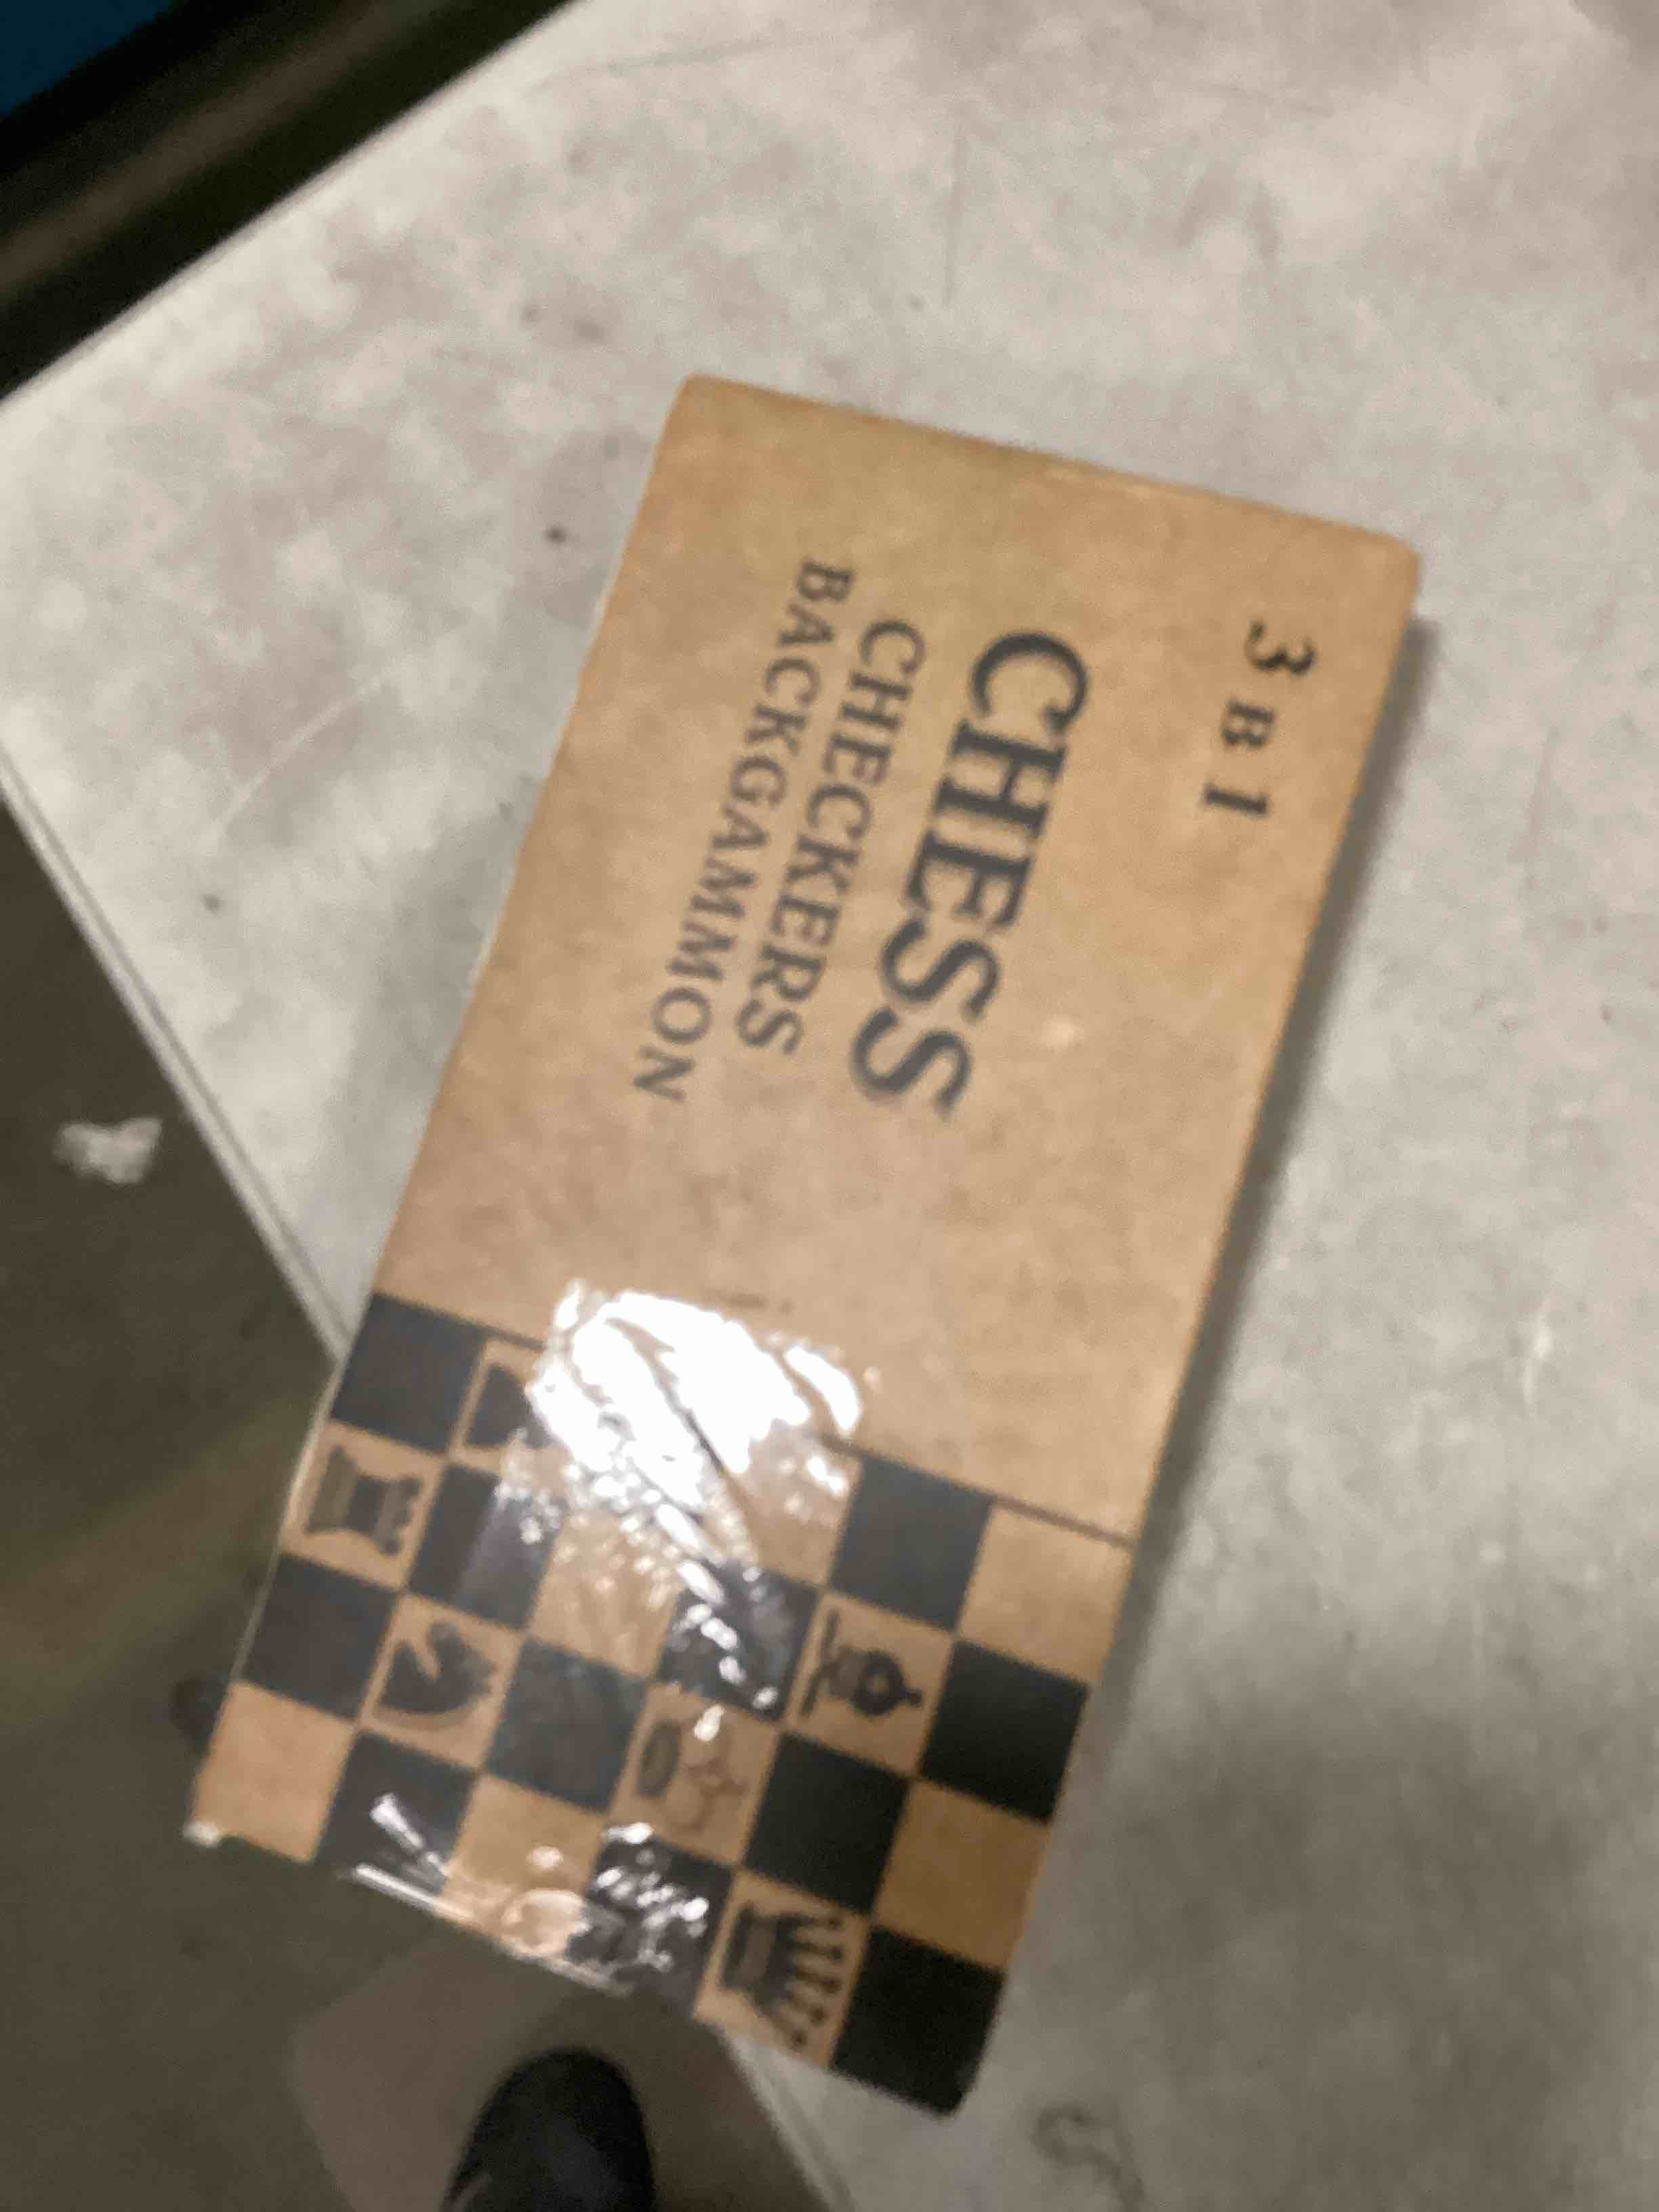 3 B 1
CHESS
CHECKERS
BACKGAMMON